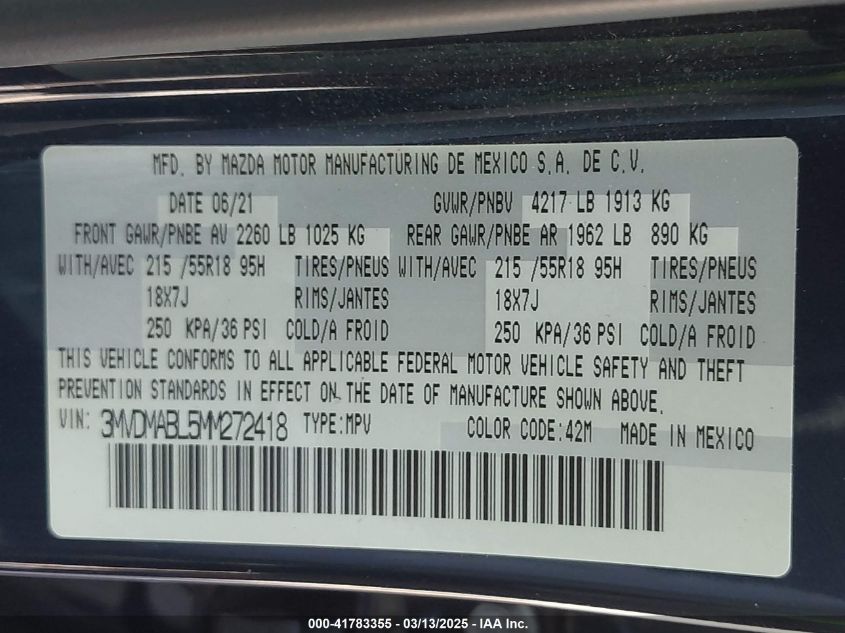 MFD. BY MAZDA MOTOR MANUFACTURING DE MEXICO S.A. DE C.V.
DATE 06/21 GVWR/PNBV 4217 LB 1913 KG
FRONT GAWR/PNBE AV 2260 LB 1025 KG REAR GAWR/PNBE AR 1962 LB 890 KG
WITH/AVEC 215 /55R18 95H TIRES/PNEUS WITH/AVEC 215 /55R18 95H TIRES/PNEUS
18X7J RIMS/JANTES 18X7J RIMS/JANTES
250 KPA/36 PSI COLD/A FROID 250 KPA/36 PSI COLD/A FROID
THIS VEHICLE CONFORMS TO ALL APPLICABLE FEDERAL MOTOR VEHICLE SAFETY AND THEFT
PREVENTION STANDARDS IN EFFECT ON THE DATE OF MANUFACTURE SHOWN ABOVE.
VIN: 3MVDMABL5MM272418 TYPE:MPV COLOR CODE:42M MADE IN MEXICO
000-41783355 / 03/13/2025 - IAA Inc.